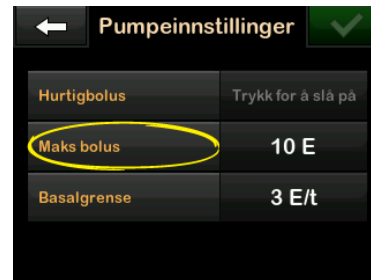 Pumpeinnstillinger
Hurtigbolus Trykk for å slå på
Maks bolus 10 E
Basalgrense 3 E/t